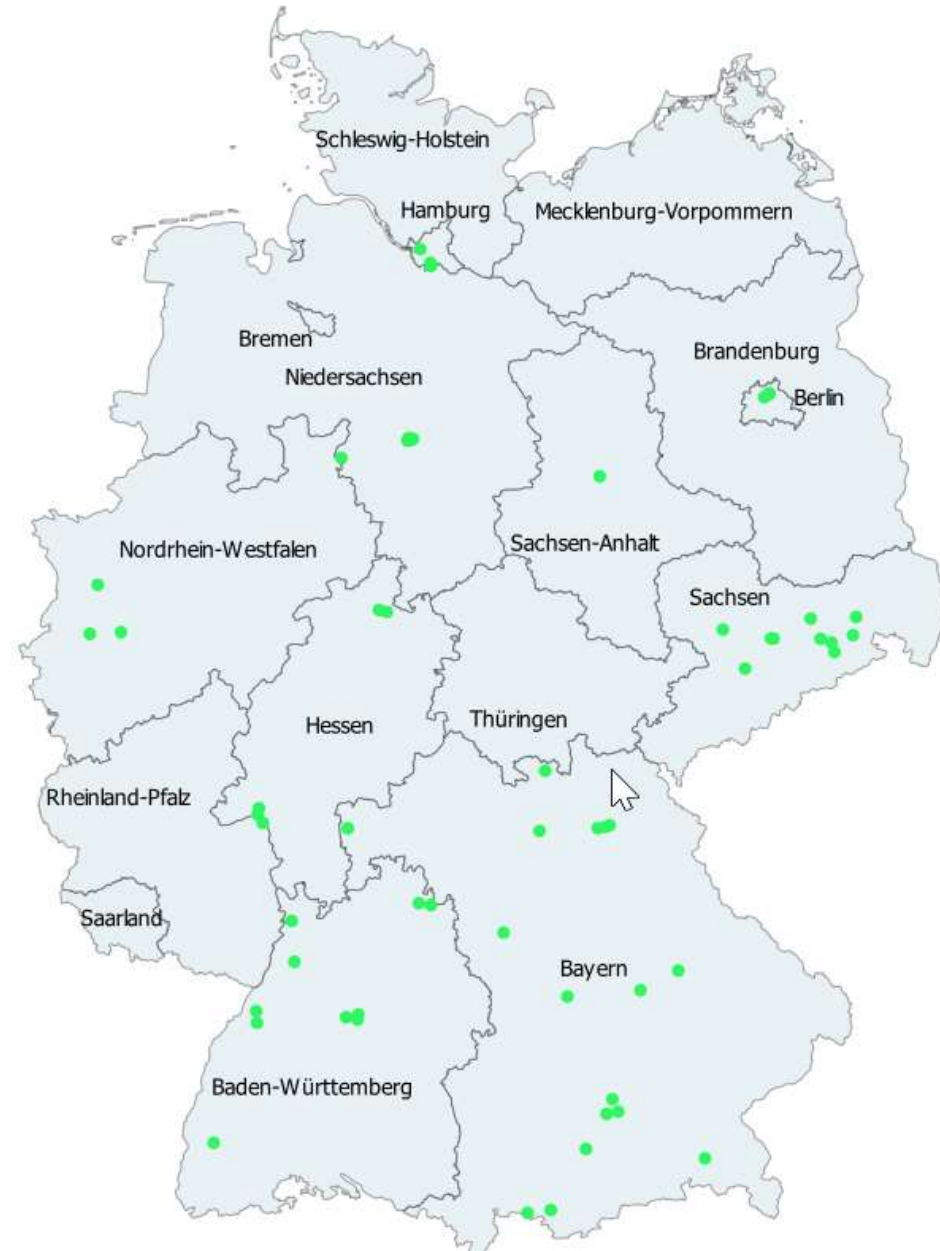 Schleswig-Holstein
Hamburg
Mecklenburg-Vorpommern
Bremen
Niedersachsen
Brandenburg
Berlin
Nordrhein-Westfalen
Sachsen-Anhalt
Sachsen
Hessen
Thüringen
Rheinland-Pfalz
Saarland
Bayern
Baden-Württemberg